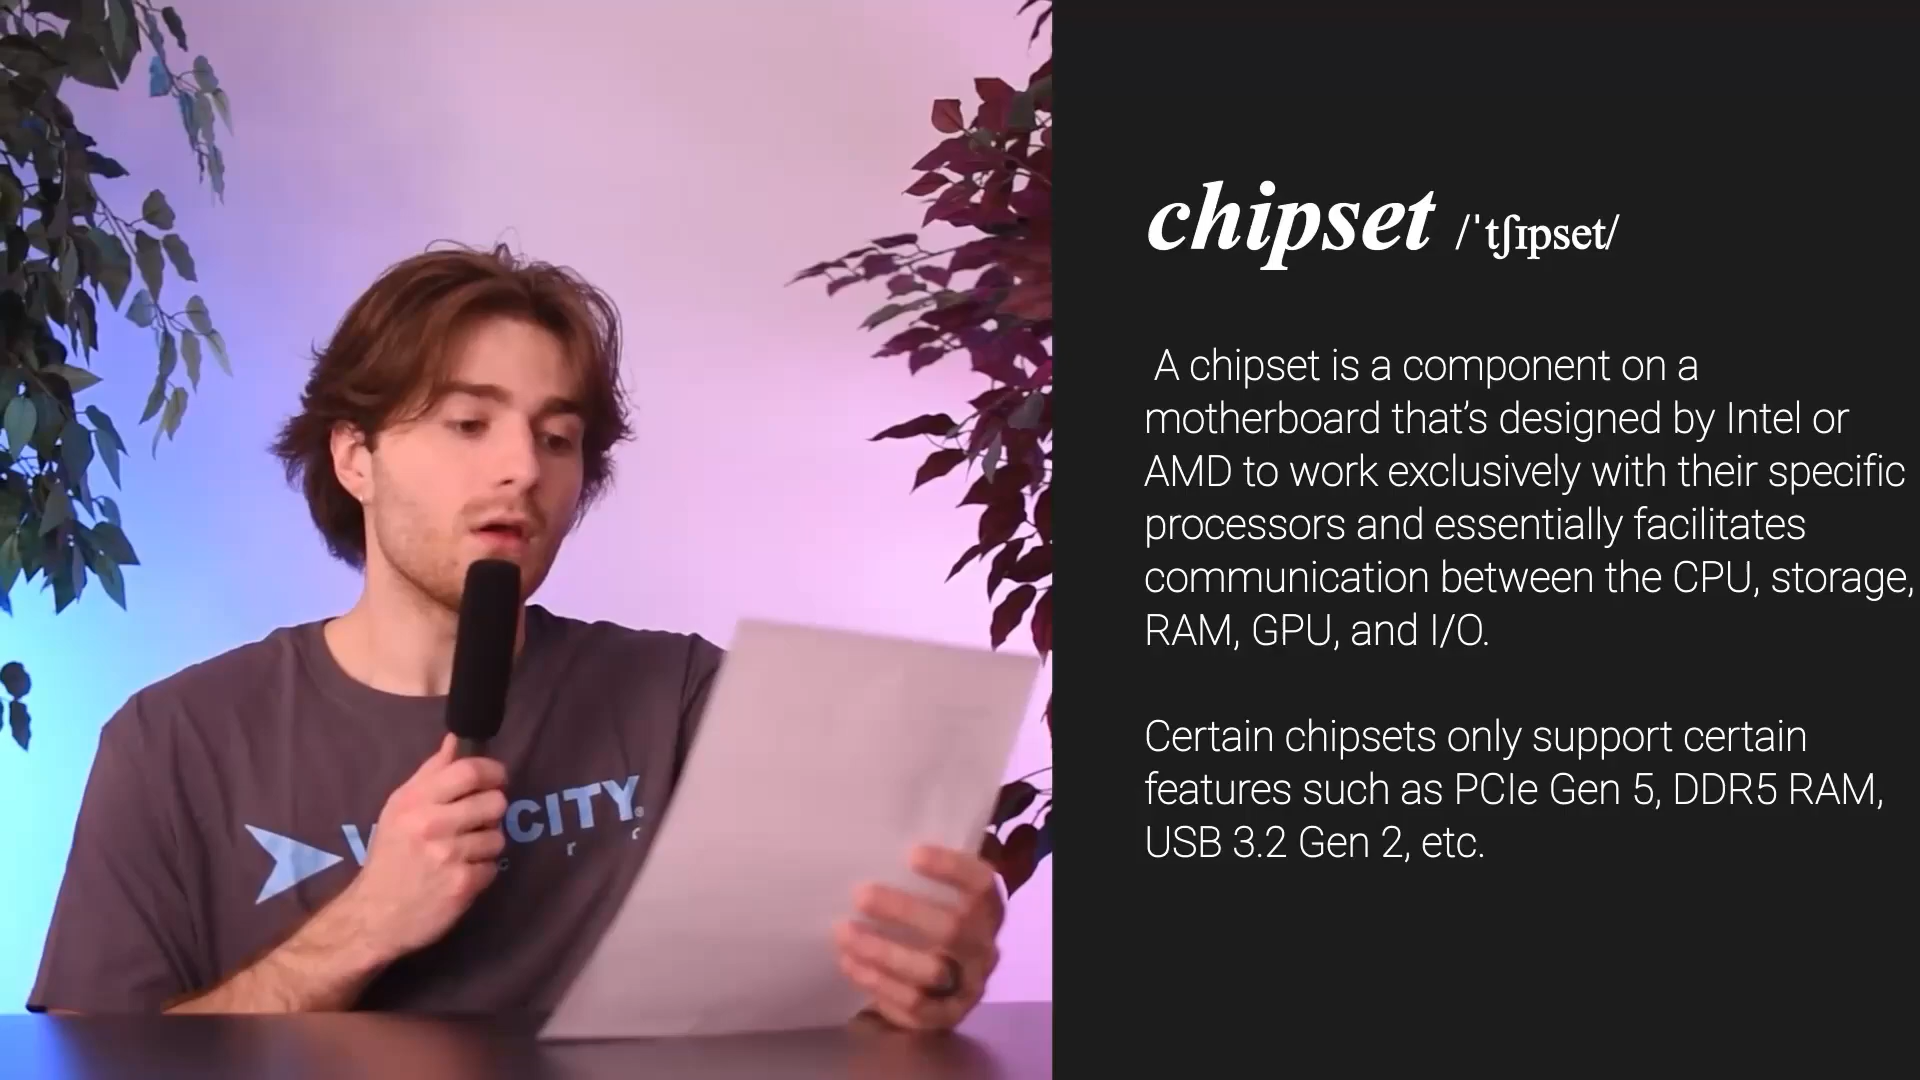 chipset /ˈtʃɪpset/
A chipset is a component on a
motherboard that’s designed by Intel or
AMD to work exclusively with their specific
processors and essentially facilitates
communication between the CPU, storage,
RAM, GPU, and I/O.
Certain chipsets only support certain
features such as PCIe Gen 5, DDR5 RAM,
USB 3.2 Gen 2, etc.